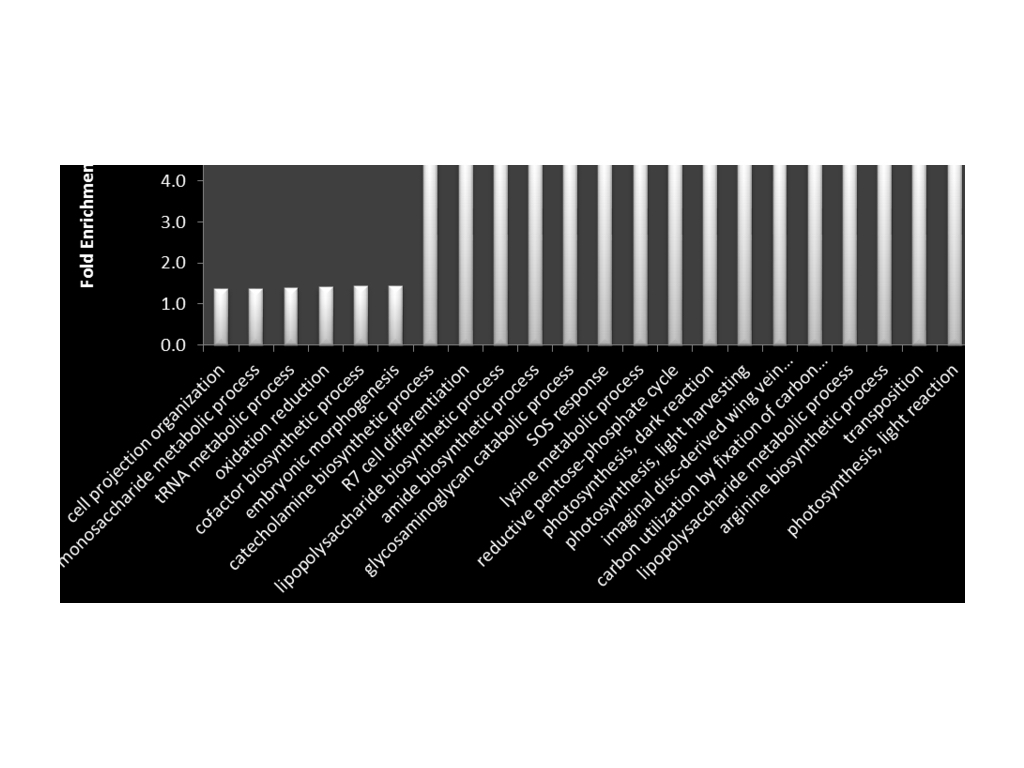 Fold Enrichmen
4.0
3.0
2.0
1.0
0.0
cell projection organization
monosaccharide metabolic process
tRNA metabolic process
oxidation reduction
cofactor biosynthetic process
embryonic morphogenesis
catecholamine biosynthetic process
R7 cell differentiation
lipopolysaccharide biosynthetic process
amide biosynthetic process
glycosaminoglycan catabolic process
SOS response
lysine metabolic process
reductive pentose-phosphate cycle
photosynthesis, dark reaction
photosynthesis, light harvesting
imaginal disc-derived wing vein...
carbon utilization by fixation of carbon...
lipopolysaccharide metabolic process
arginine biosynthetic process
transposition
photosynthesis, light reaction